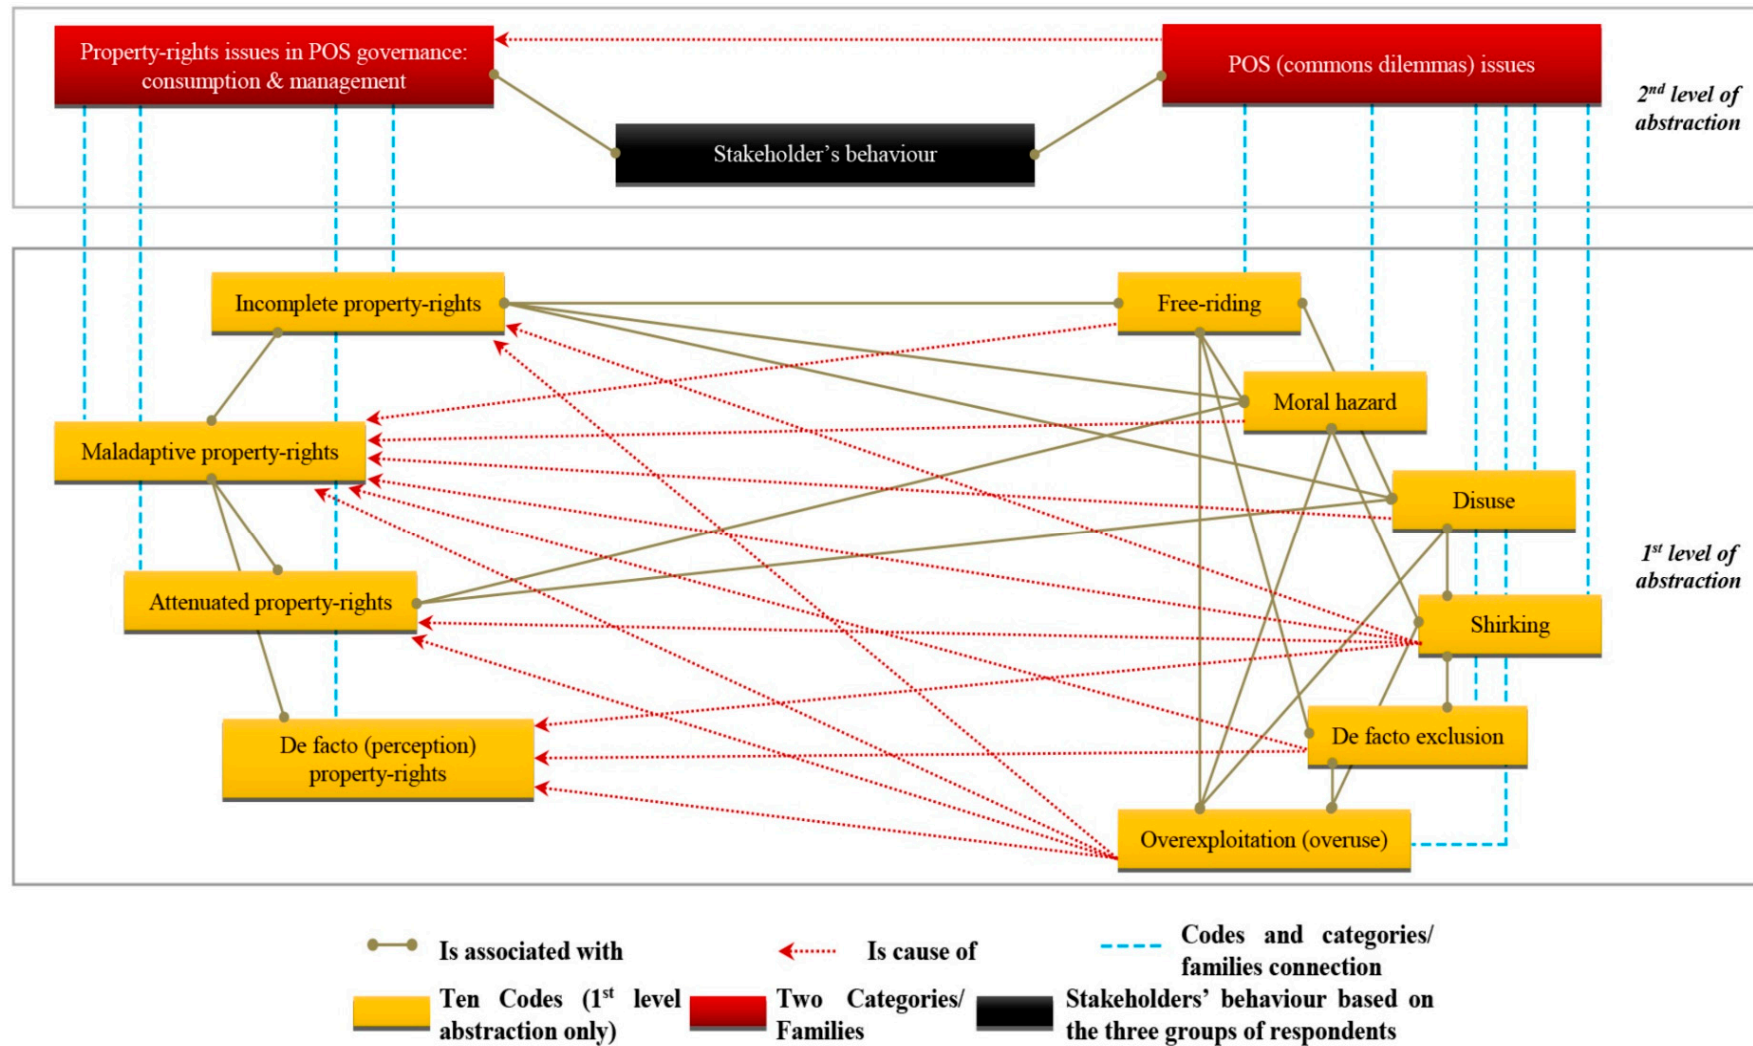 Property-rights issues in POS governance:
consumption & management
POS (commons dilemmas) issues
Stakeholder's behaviour
2nd level of
abstraction
Incomplete property-rights
Free-riding
Moral hazard
Maladaptive property-rights
Disuse
1st level of
abstraction
Attenuated property-rights
Shirking
De facto (perception)
property-rights
De facto exclusion
Overexploitation (overuse)
Is associated with
Is cause of
Codes and categories/
families connection
Ten Codes (1st level
abstraction only)
Two Categories/
Families
Stakeholders' behaviour based on
the three groups of respondents